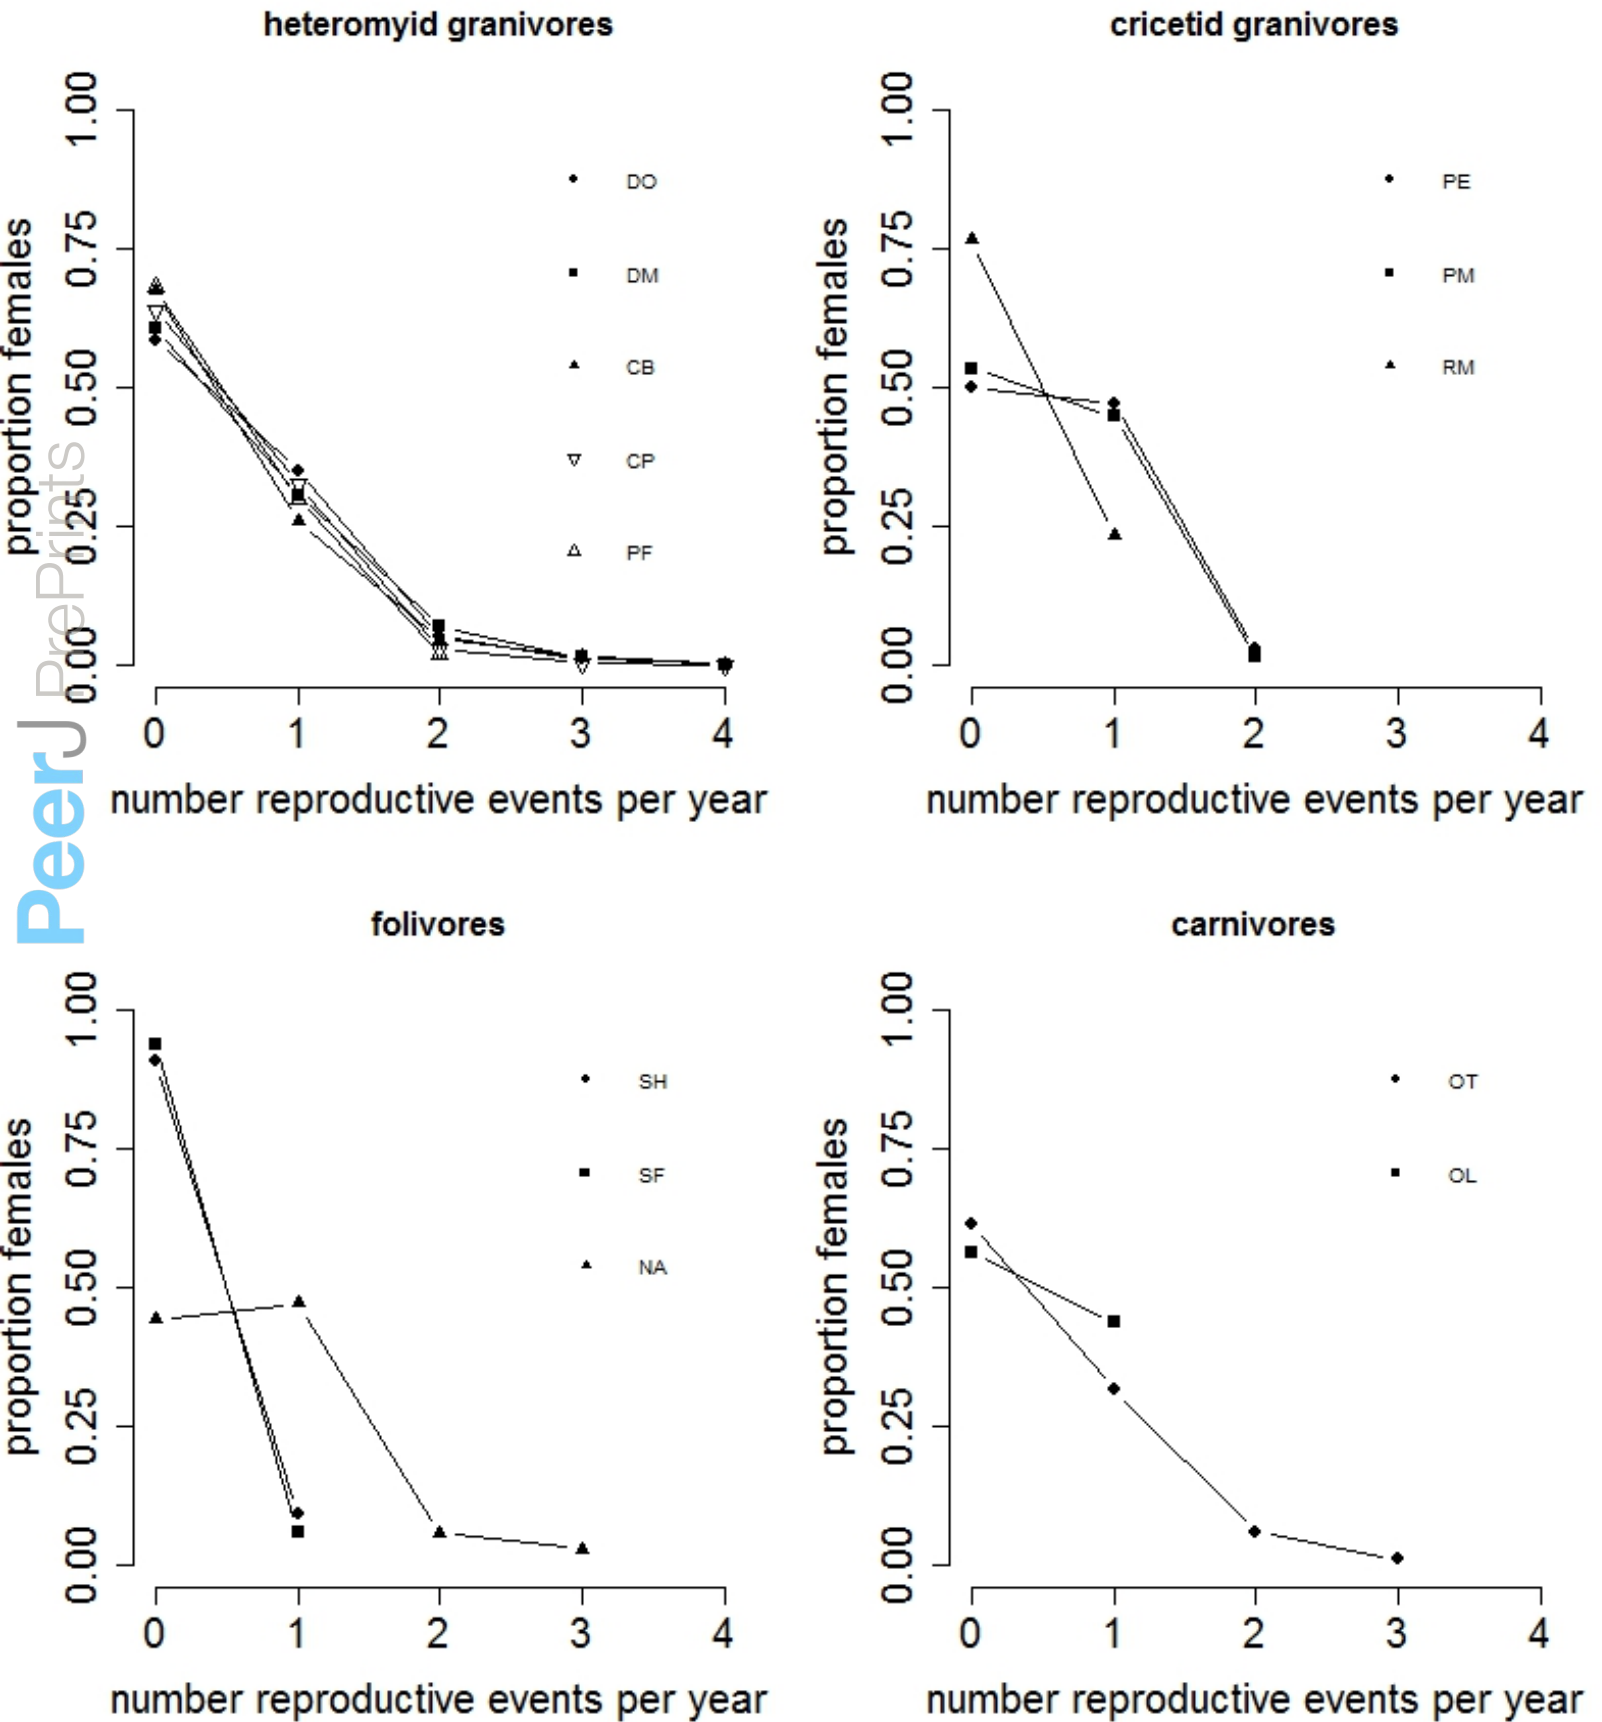 heteromyid granivores
1.00
0.75
0.50
0.25
0.00
proportion females
DO
DM
CB
CP
PF
0 1 2 3 4
number reproductive events per year
cricetid granivores
1.00
0.75
0.50
0.25
0.00
proportion females
PE
PM
RM
0 1 2 3 4
number reproductive events per year
PeerJ PrePrints
folivores
1.00
0.75
0.50
0.25
0.00
proportion females
SH
SF
NA
0 1 2 3 4
number reproductive events per year
carnivores
1.00
0.75
0.50
0.25
0.00
proportion females
OT
OL
0 1 2 3 4
number reproductive events per year